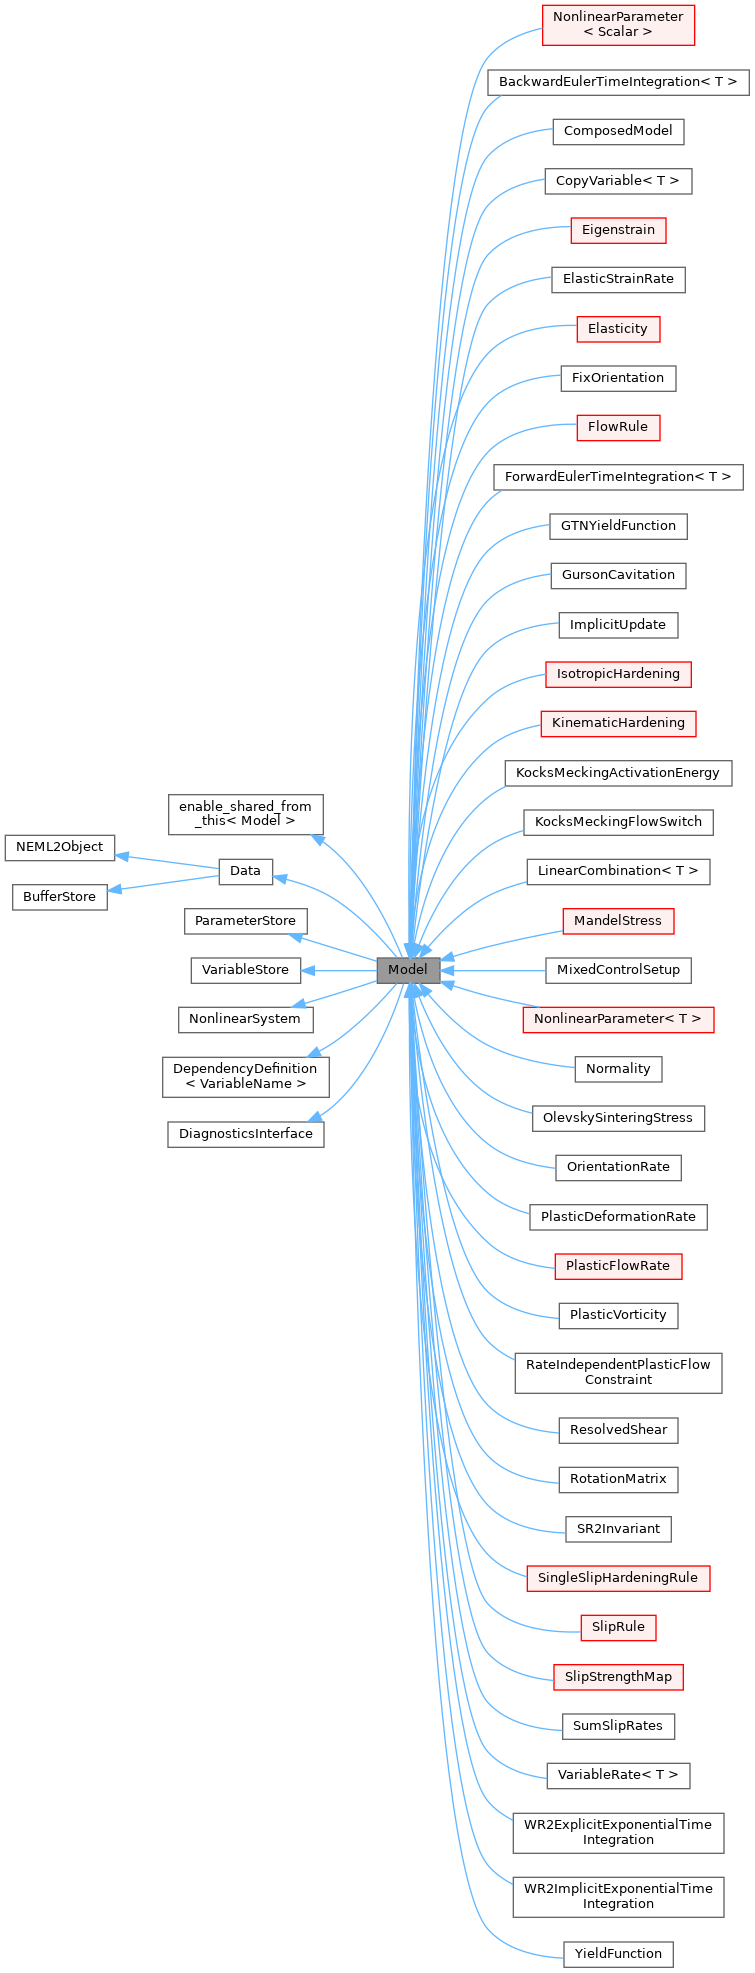 NonlinearParameter
< Scalar >
BackwardEulerTimeIntegration< T >
ComposedModel
CopyVariable< T >
Eigenstrain
ElasticStrainRate
Elasticity
FixOrientation
FlowRule
ForwardEulerTimeIntegration< T >
GTNYieldFunction
GursonCavitation
ImplicitUpdate
IsotropicHardening
KinematicHardening
KocksMeckingActivationEnergy
KocksMeckingFlowSwitch
LinearCombination< T >
MandelStress
MixedControlSetup
NonlinearParameter< T >
Normality
OlevskySinteringStress
OrientationRate
PlasticDeformationRate
PlasticFlowRate
PlasticVorticity
RateIndependentPlasticFlow
Constraint
ResolvedShear
RotationMatrix
SR2Invariant
SingleSlipHardeningRule
SlipRule
SlipStrengthMap
SumSlipRates
VariableRate< T >
WR2ExplicitExponentialTime
Integration
WR2ImplicitExponentialTime
Integration
YieldFunction
Model
enable_shared_from
_this< Model >
Data
NEML2Object
BufferStore
ParameterStore
VariableStore
NonlinearSystem
DependencyDefinition
< VariableName >
DiagnosticsInterface